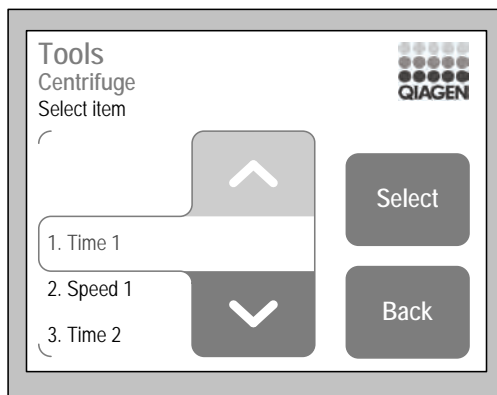 Tools
Centrifuge
Select item
QIAGEN
1. Time 1
2. Speed 1
3. Time 2
Select
Back